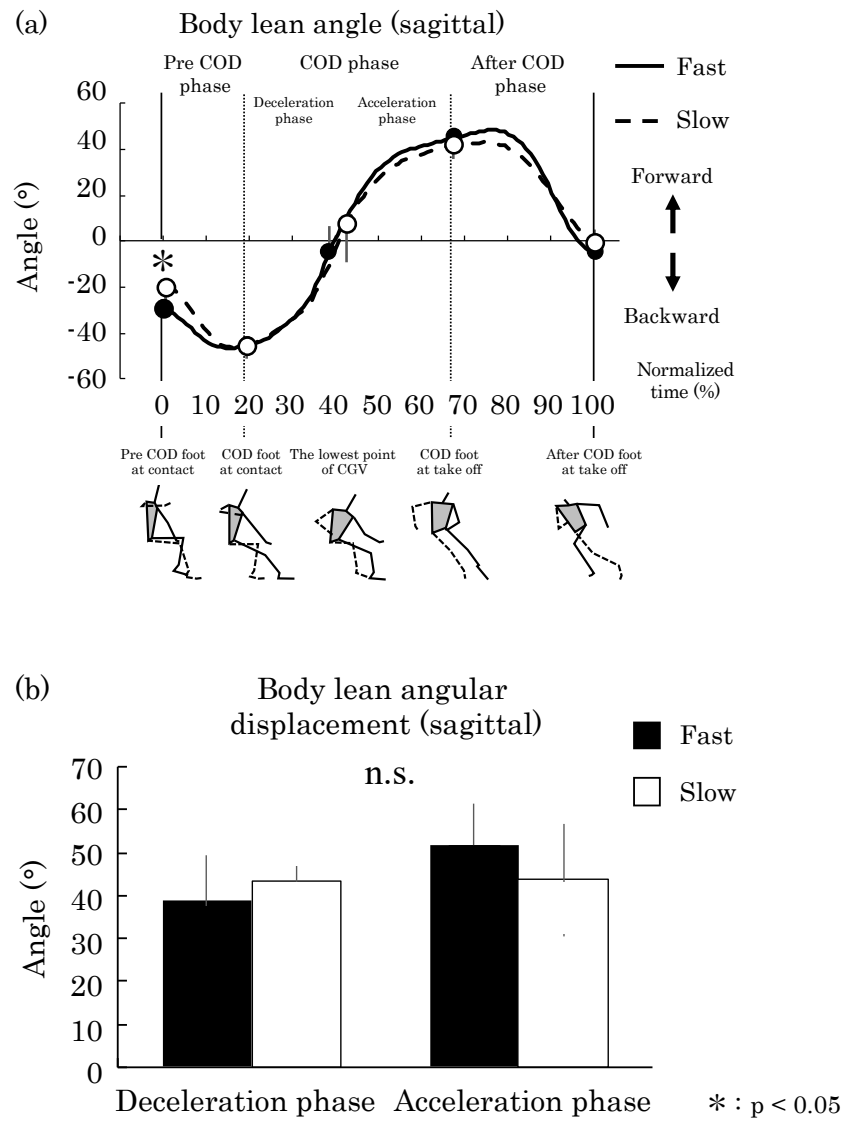 (a)
Body lean angle (sagittal)
Pre COD
phase
COD phase
After COD
phase
Deceleration
phase
Acceleration
phase
Fast
Slow
Forward
Backward
Normalized
time (%)
Angle (°)
60
40
20
0
-20
-40
-60
*
0 10 20 30 40 50 60 70 80 90 100
Pre COD foot
at contact
COD foot
at contact
The lowest point
of CGV
COD foot
at take off
After COD foot
at take off
(b)
Body lean angular
displacement (sagittal)
n.s.
Fast
Slow
Angle (°)
70
60
50
40
30
20
10
0
Deceleration phase Acceleration phase
* : p < 0.05